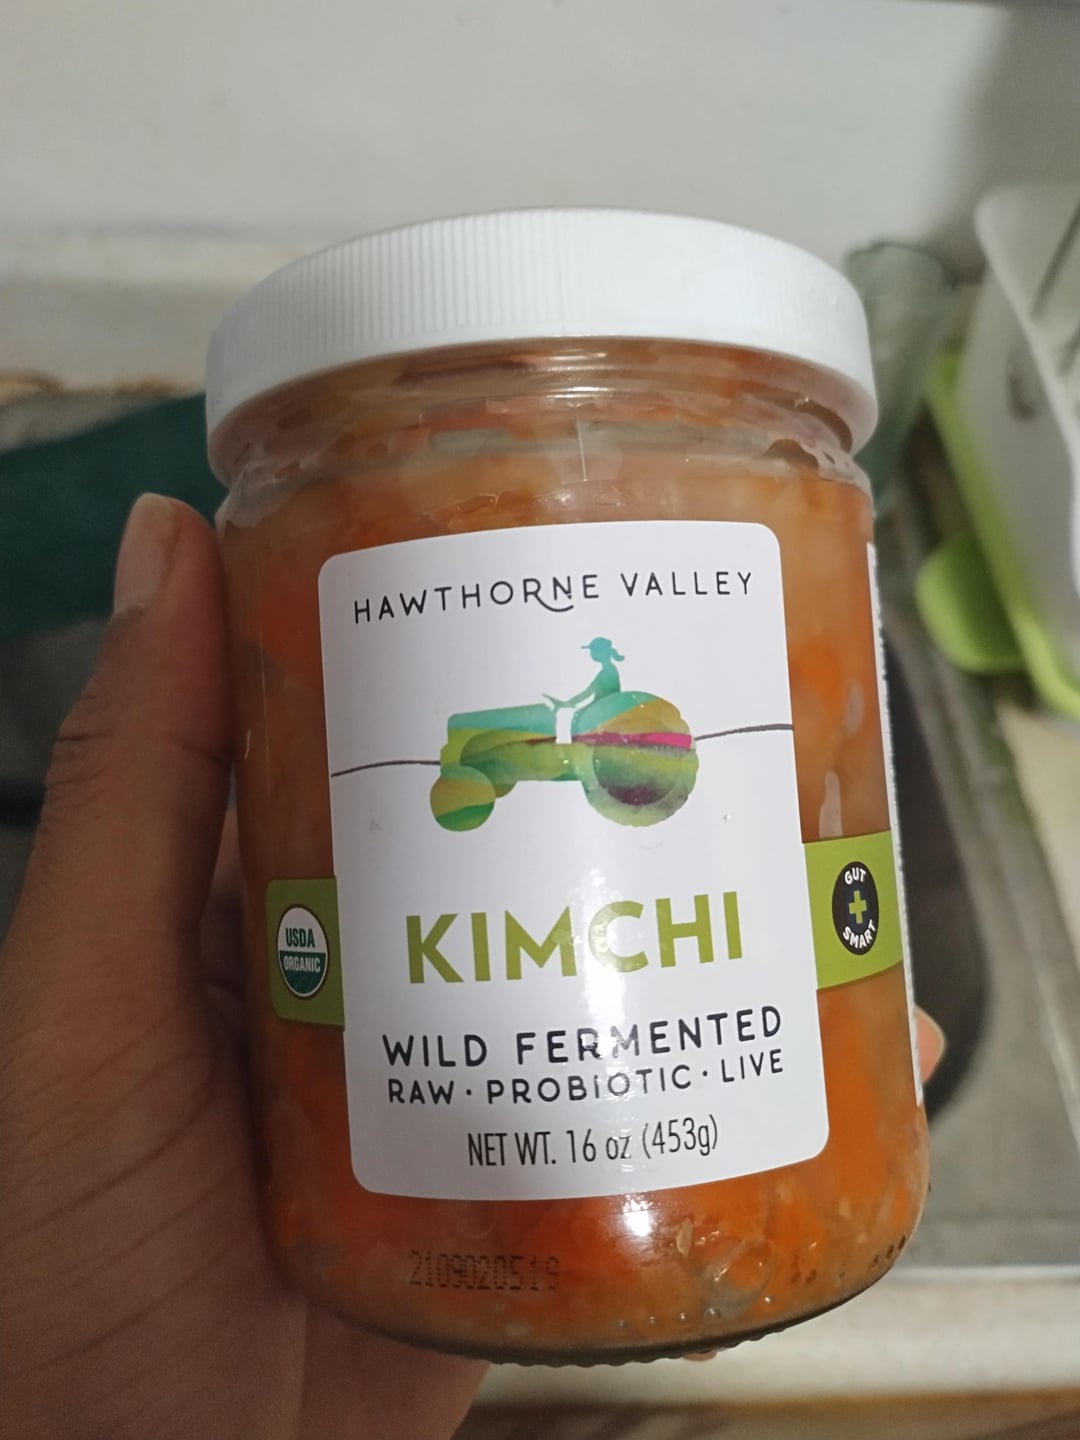 HAWTHORNE VALLEY
USDA
ORGANIC
GUT
SMART
KIMCHI
WILD FERMENTED
RAW · PROBIOTIC · LIVE
NET WT. 16 oz (453g)
2109020519